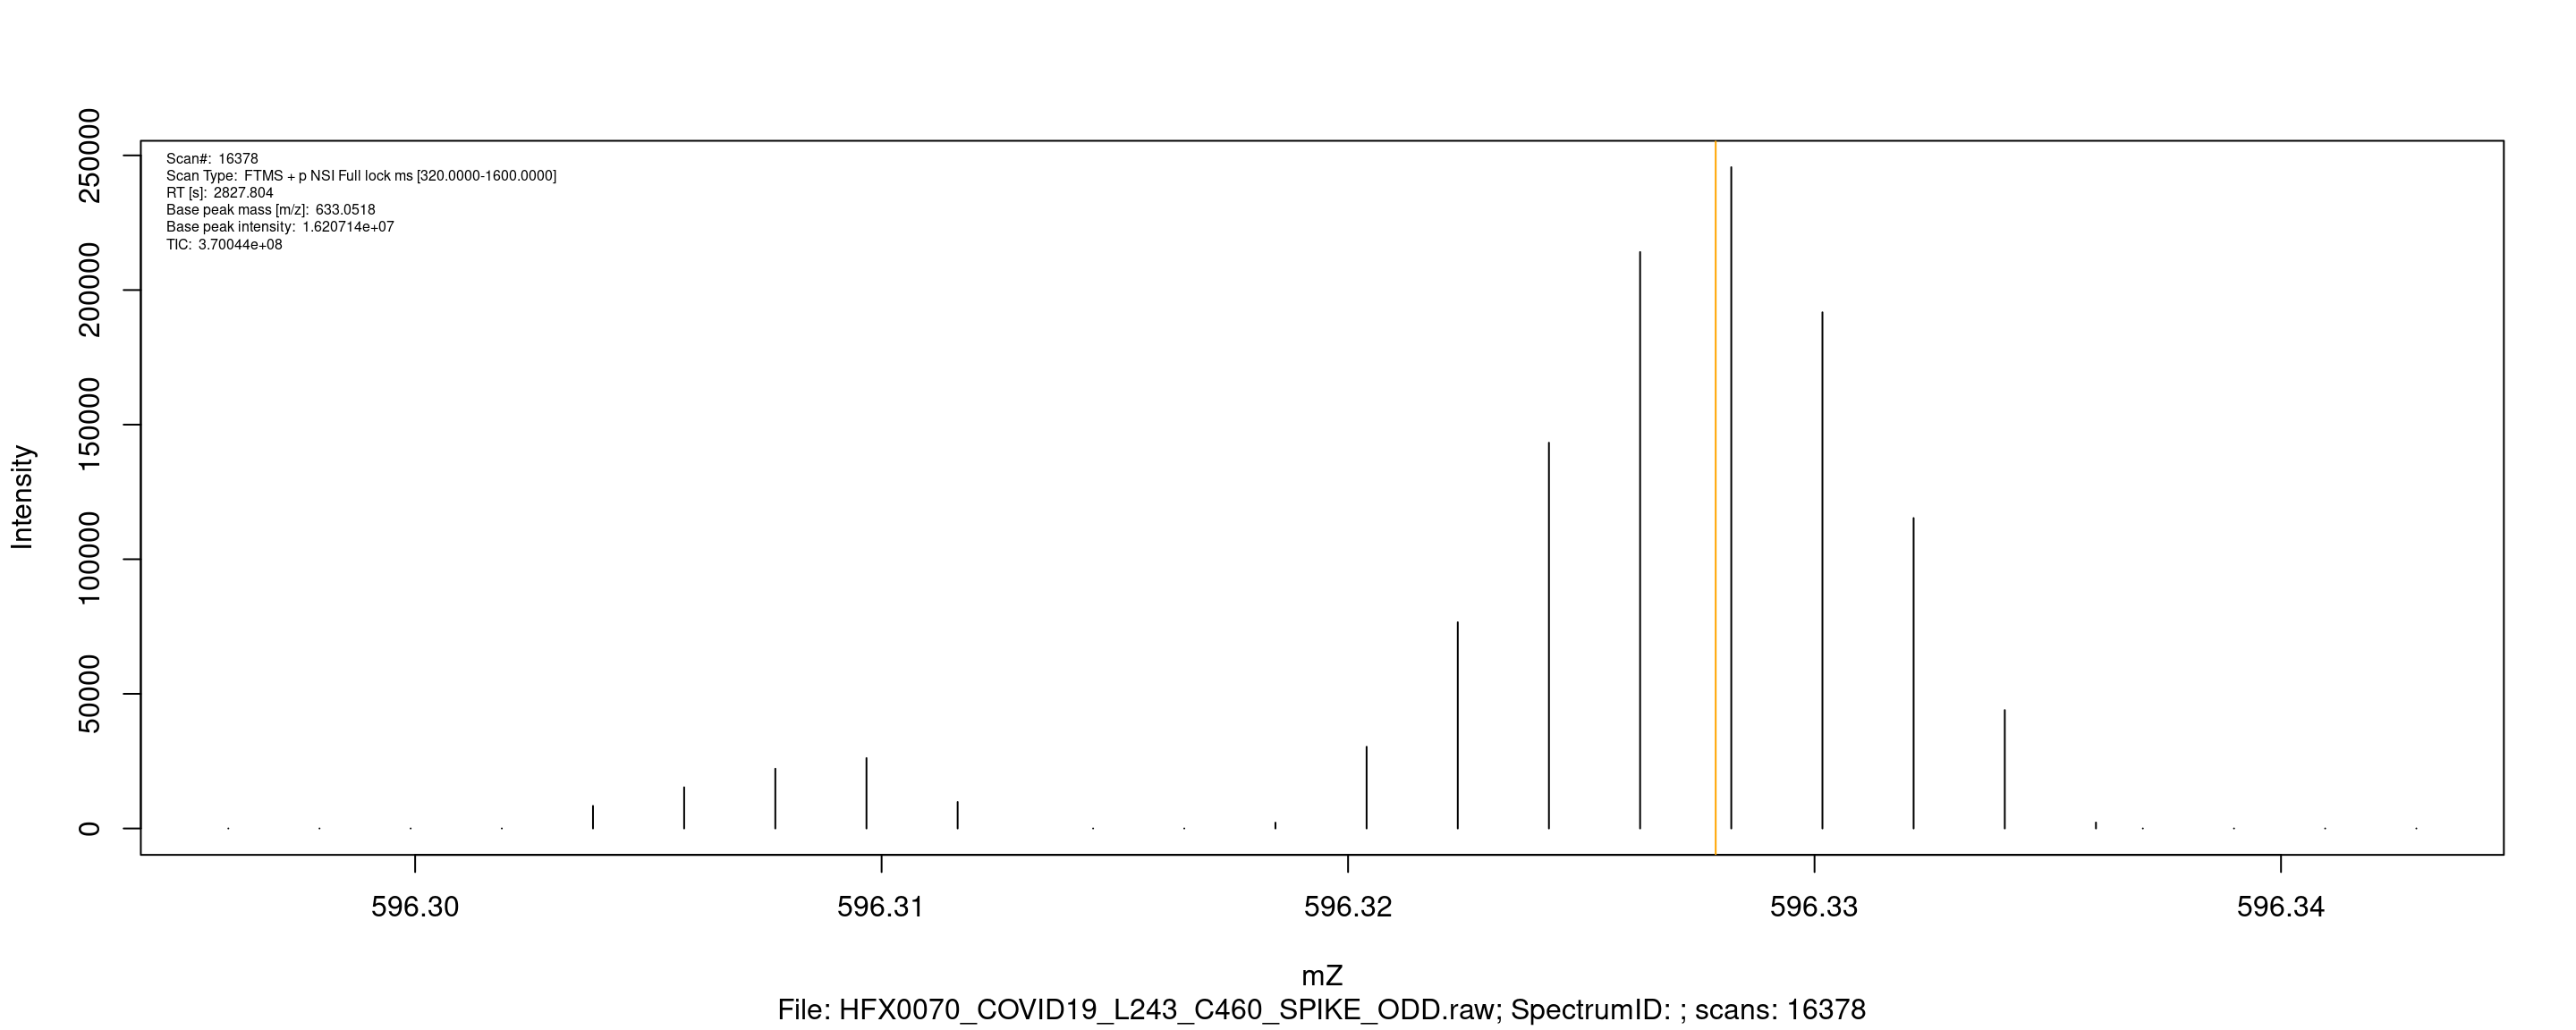 Scan#: 16378
Scan Type: FTMS + p NSI Full lock ms [320.0000-1600.0000]
RT [s]: 2827.804
Base peak mass [m/z]: 633.0518
Base peak intensity: 1.620714e+07
TIC: 3.70044e+08
Intensity
250000
200000
150000
100000
50000
0
596.30 596.31 596.32 596.33 596.34
mZ
File: HFX0070_COVID19_L243_C460_SPIKE_ODD.raw; SpectrumID: ; scans: 16378